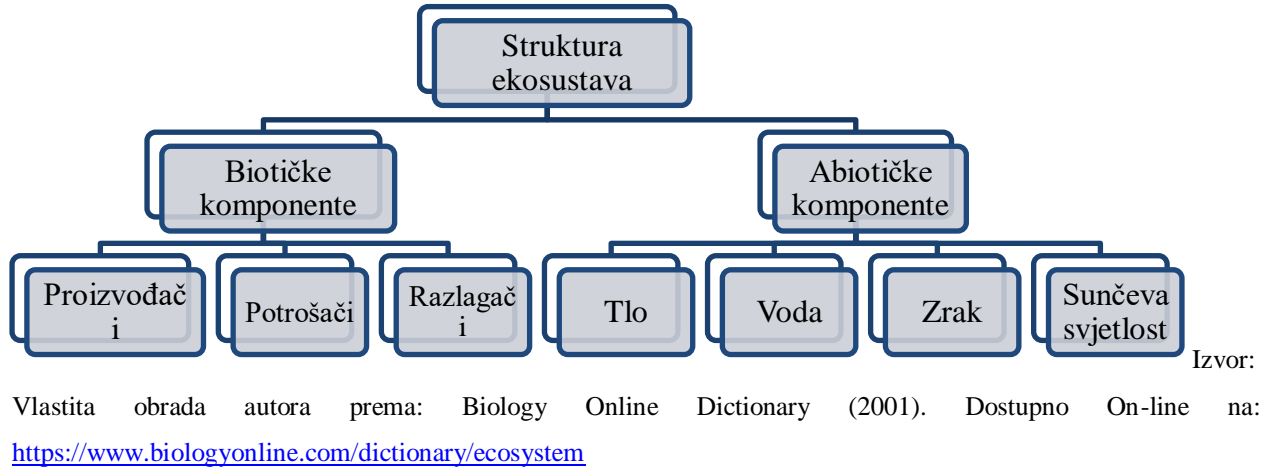 Struktura
ekosustava
Biotičke
komponente
Abiotičke
komponente
Proizvođač
i
Potrošači
Razlagač
i
Tlo
Voda
Zrak
Sunčeva
svjetlost
Izvor:
Vlastita obrada autora prema: Biology Online Dictionary (2001). Dostupno On-line na:
https://www.biologyonline.com/dictionary/ecosystem